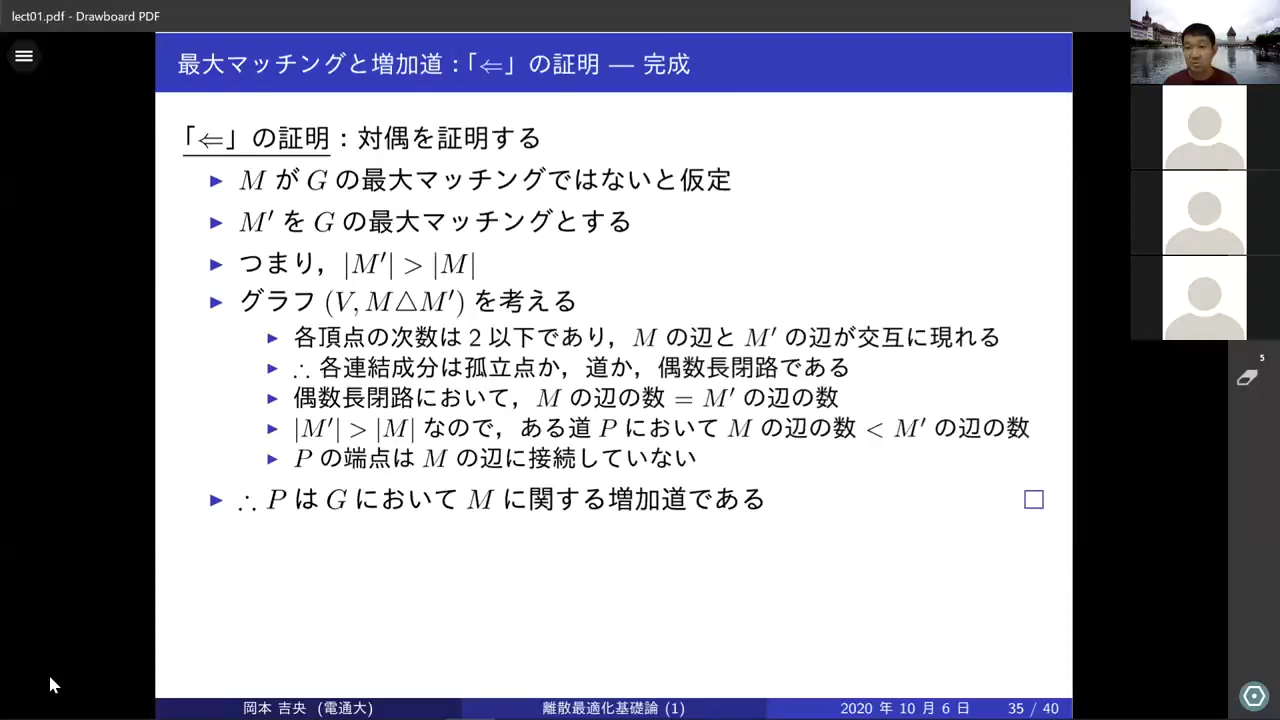 lect01.pdf - Drawboard PDF
最大マッチングと増加道:「⇐」の証明 — 完成
「⇐」の証明:対偶を証明する
M が G の最大マッチングではないと仮定
M′ を G の最大マッチングとする
つまり,|M′| > |M|
グラフ (V, M△M′) を考える
各頂点の次数は 2 以下であり,M の辺と M′ の辺が交互に現れる
∴ 各連結成分は孤立点か,道か,偶数長閉路である
偶数長閉路において,M の辺の数 = M′ の辺の数
|M′| > |M| なので,ある道 P において M の辺の数 < M′ の辺の数
P の端点は M の辺に接続していない
∴ P は G において M に関する増加道である
5
岡本 吉央 (電通大) 離散最適化基礎論 (1) 2020 年 10 月 6 日 35 / 40